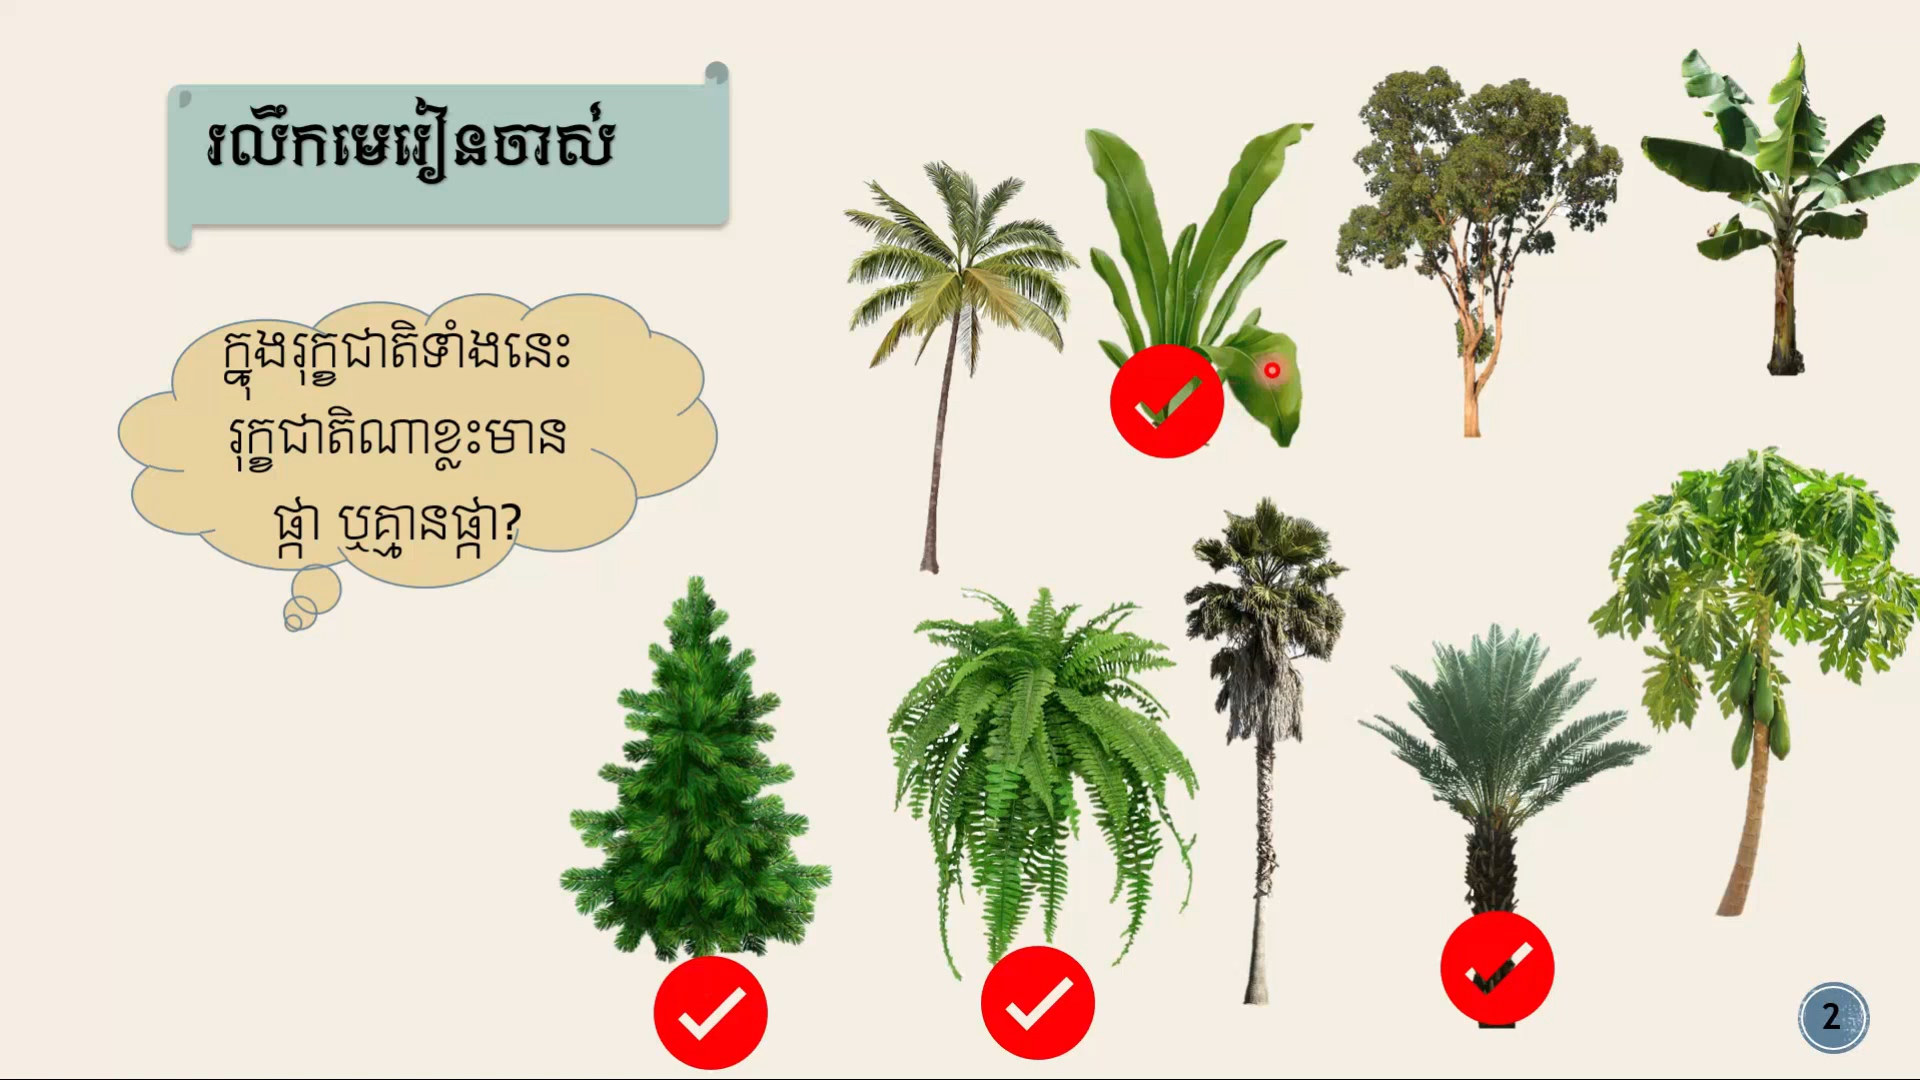 រលឹកមេរៀនចាស់
ក្នុងរុក្ខជាតិទាំងនេះ
រុក្ខជាតិណាខ្លះមាន
ផ្កា ឬគ្មានផ្កា?
2